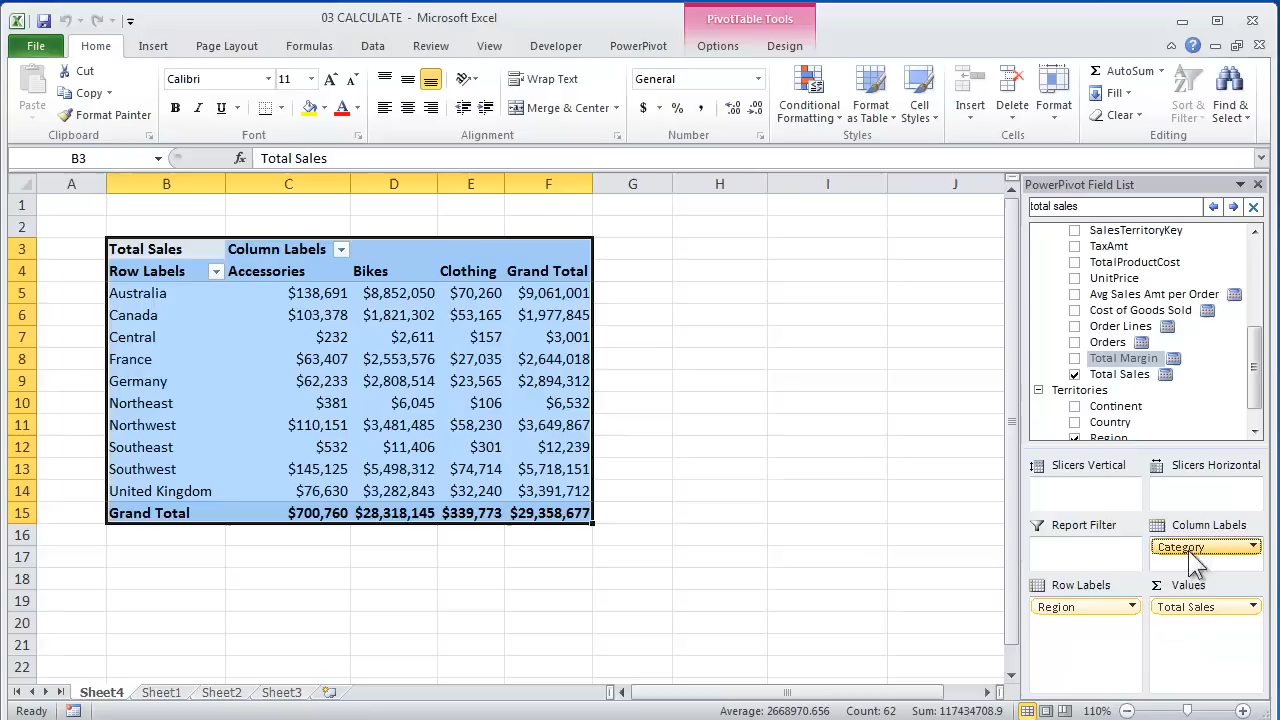 03 CALCULATE - Microsoft Excel
PivotTable Tools
File Home Insert Page Layout Formulas Data Review View Developer PowerPivot Options Design
Paste
Cut
Copy
Format Painter
Clipboard
Calibri 11
B I U A
Font
Wrap Text
Merge & Center
Alignment
General
$ % ,
Number
Conditional Formatting
Format as Table
Cell Styles
Styles
Insert
Delete
Format
Cells
AutoSum
Fill
Clear
Sort & Filter
Find & Select
Editing
B3 fx Total Sales
A B C D E F G H I J
1
2
3 Total Sales Column Labels
4 Row Labels Accessories Bikes Clothing Grand Total
5 Australia $138,691 $8,852,050 $70,260 $9,061,001
6 Canada $103,378 $1,821,302 $53,165 $1,977,845
7 Central $232 $2,611 $157 $3,001
8 France $63,407 $2,553,576 $27,035 $2,644,018
9 Germany $62,233 $2,808,514 $23,565 $2,894,312
10 Northeast $381 $6,045 $106 $6,532
11 Northwest $110,151 $3,481,485 $58,230 $3,649,867
12 Southeast $532 $11,406 $301 $12,239
13 Southwest $145,125 $5,498,312 $74,714 $5,718,151
14 United Kingdom $76,630 $3,282,843 $32,240 $3,391,712
15 Grand Total $700,760 $28,318,145 $339,773 $29,358,677
16
17
18
19
20
21
22
PowerPivot Field List
total sales
SalesTerritoryKey
TaxAmt
TotalProductCost
UnitPrice
Avg Sales Amt per Order
Cost of Goods Sold
Order Lines
Orders
Total Margin
Total Sales
Territories
Continent
Country
Region
Slicers Vertical
Slicers Horizontal
Report Filter
Column Labels
Category
Row Labels
Σ Values
Region
Total Sales
Sheet4 Sheet1 Sheet2 Sheet3
Ready Average: 2668970.656 Count: 62 Sum: 117434708.9 110%